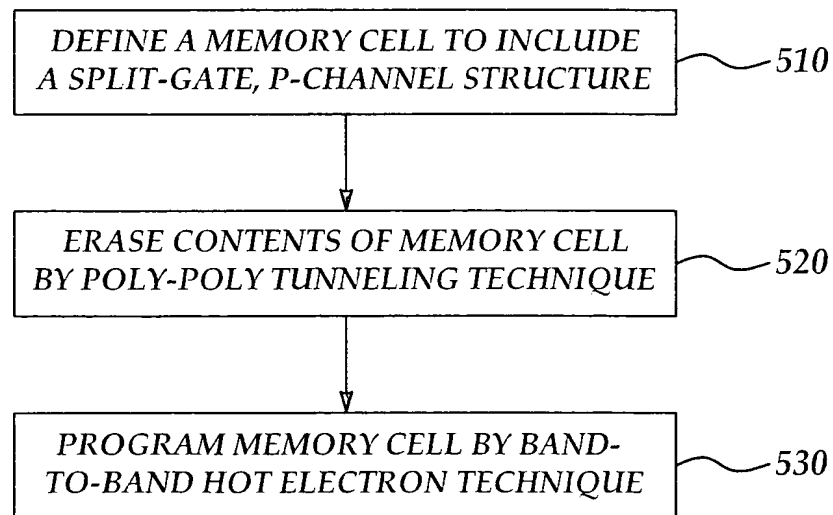 DEFINE A MEMORY CELL TO INCLUDE
A SPLIT-GATE, P-CHANNEL STRUCTURE
510
ERASE CONTENTS OF MEMORY CELL
BY POLY-POLY TUNNELING TECHNIQUE
520
PROGRAM MEMORY CELL BY BAND-
TO-BAND HOT ELECTRON TECHNIQUE
530